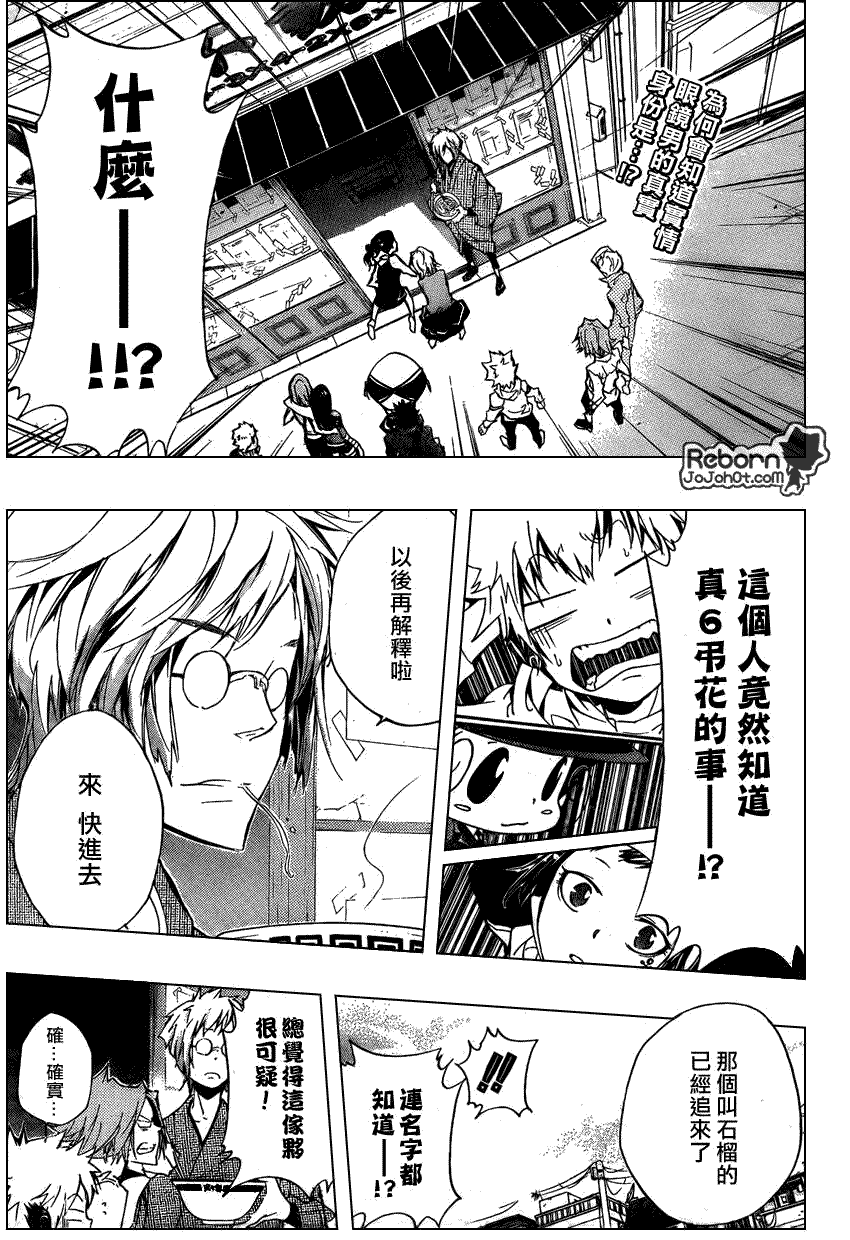 -3X4-2X6X
為何會知道實情
眼鏡男的真實
身份是…!?
什麼——!!?
Reborn
JoJoHOt.com
這個人竟然知道
真6弔花的事——!?
以後再解釋啦
來 快進去
那個叫石榴的
已經追來了
!!
連名字都
知道——!?
總覺得這傢夥
很可疑!
確…確實…